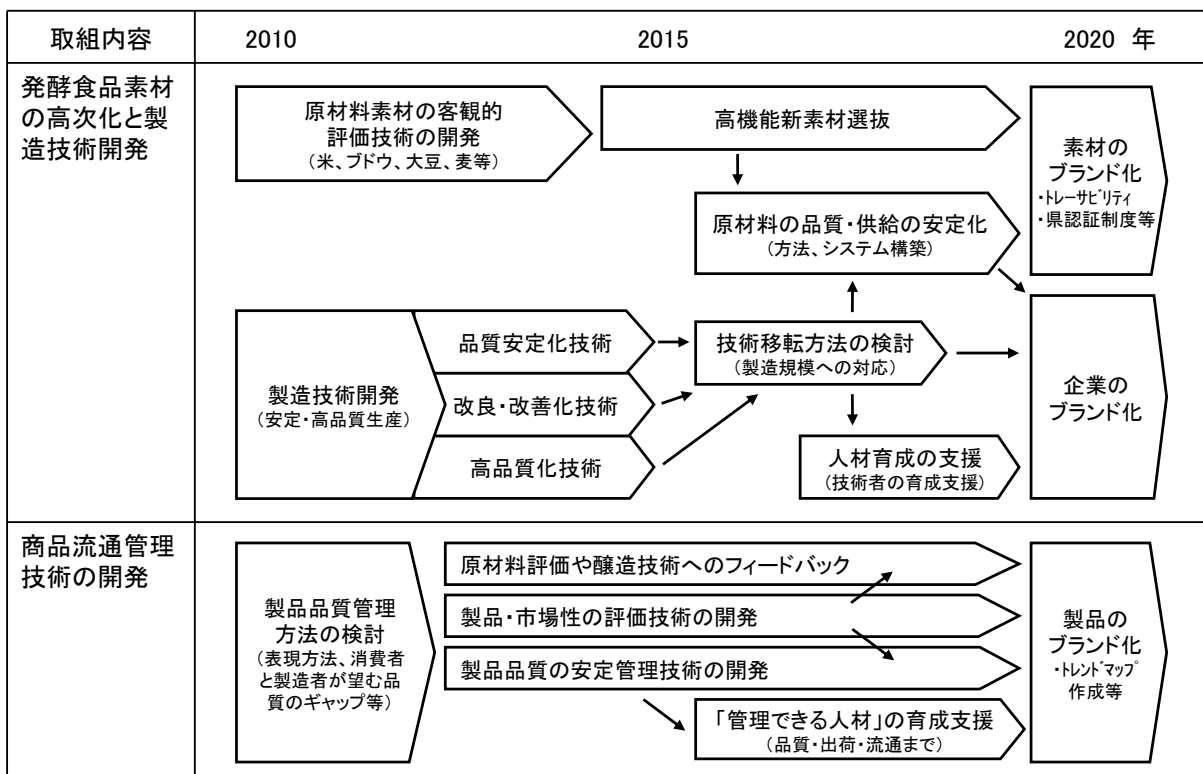 取組内容
2010
2015
2020 年
発酵食品素材
の高次化と製
造技術開発
原材料素材の客観的
評価技術の開発
（米、ブドウ、大豆、麦等）
高機能新素材選抜
素材の
ブランド化
・ﾄﾚｰｻﾋﾞﾘﾃｨ
・県認証制度等
原材料の品質・供給の安定化
（方法、システム構築）
製造技術開発
（安定・高品質生産）
品質安定化技術
改良・改善化技術
高品質化技術
技術移転方法の検討
（製造規模への対応）
人材育成の支援
（技術者の育成支援）
企業の
ブランド化
商品流通管理
技術の開発
製品品質管理
方法の検討
（表現方法、消費者
と製造者が望む品
質のギャップ等）
原材料評価や醸造技術へのフィードバック
製品・市場性の評価技術の開発
製品品質の安定管理技術の開発
「管理できる人材」の育成支援
（品質・出荷・流通まで）
製品の
ブランド化
・ﾄﾚﾝﾄﾞﾏｯﾌﾟ
作成等